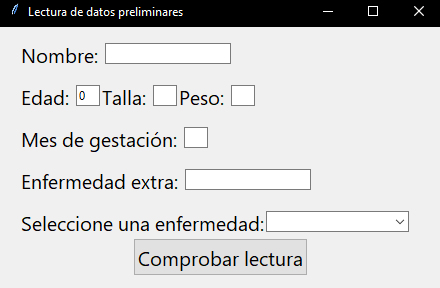 Lectura de datos preliminares
Nombre:
Edad: 0 Talla: Peso:
Mes de gestación:
Enfermedad extra:
Seleccione una enfermedad:
Comprobar lectura